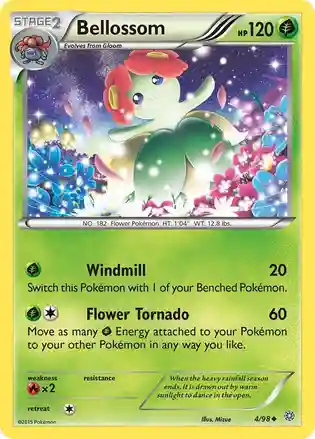 STAGE2
Bellossom
HP 120
Evolves from Gloom
NO. 182 Flower Pokémon HT: 1'04" WT: 12.8 lbs.
Windmill 20
Switch this Pokémon with 1 of your Benched Pokémon.
Flower Tornado 60
Move as many Energy attached to your Pokémon
to your other Pokémon in any way you like.
weakness resistance
×2
When the heavy rainfall season
ends, it is drawn out by warm
sunlight to dance in the open.
retreat
©2015 Pokémon
Illus. Mizue
4/98